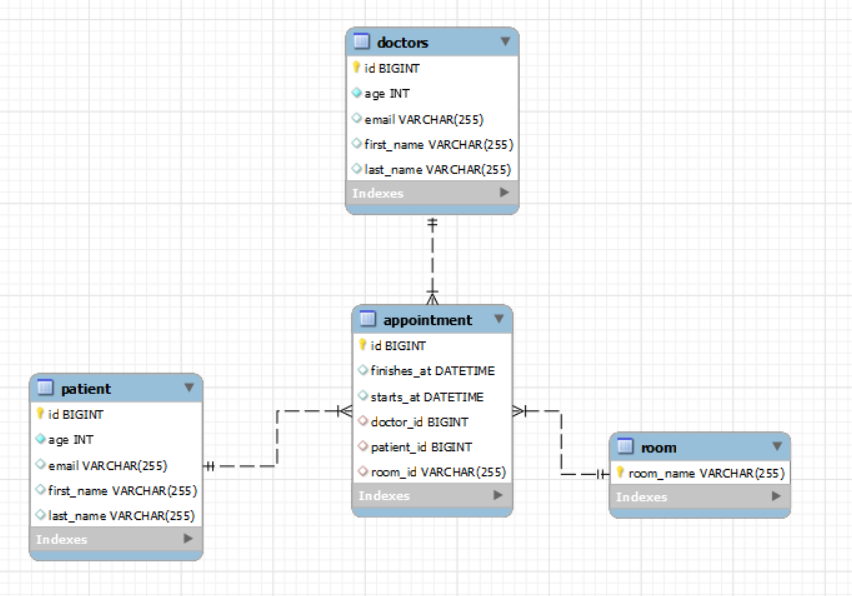 doctors
id BIGINT
age INT
email VARCHAR(255)
first_name VARCHAR(255)
last_name VARCHAR(255)
Indexes
appointment
id BIGINT
finishes_at DATETIME
starts_at DATETIME
doctor_id BIGINT
patient_id BIGINT
room_id VARCHAR(255)
Indexes
patient
id BIGINT
age INT
email VARCHAR(255)
first_name VARCHAR(255)
last_name VARCHAR(255)
Indexes
room
room_name VARCHAR(255)
Indexes